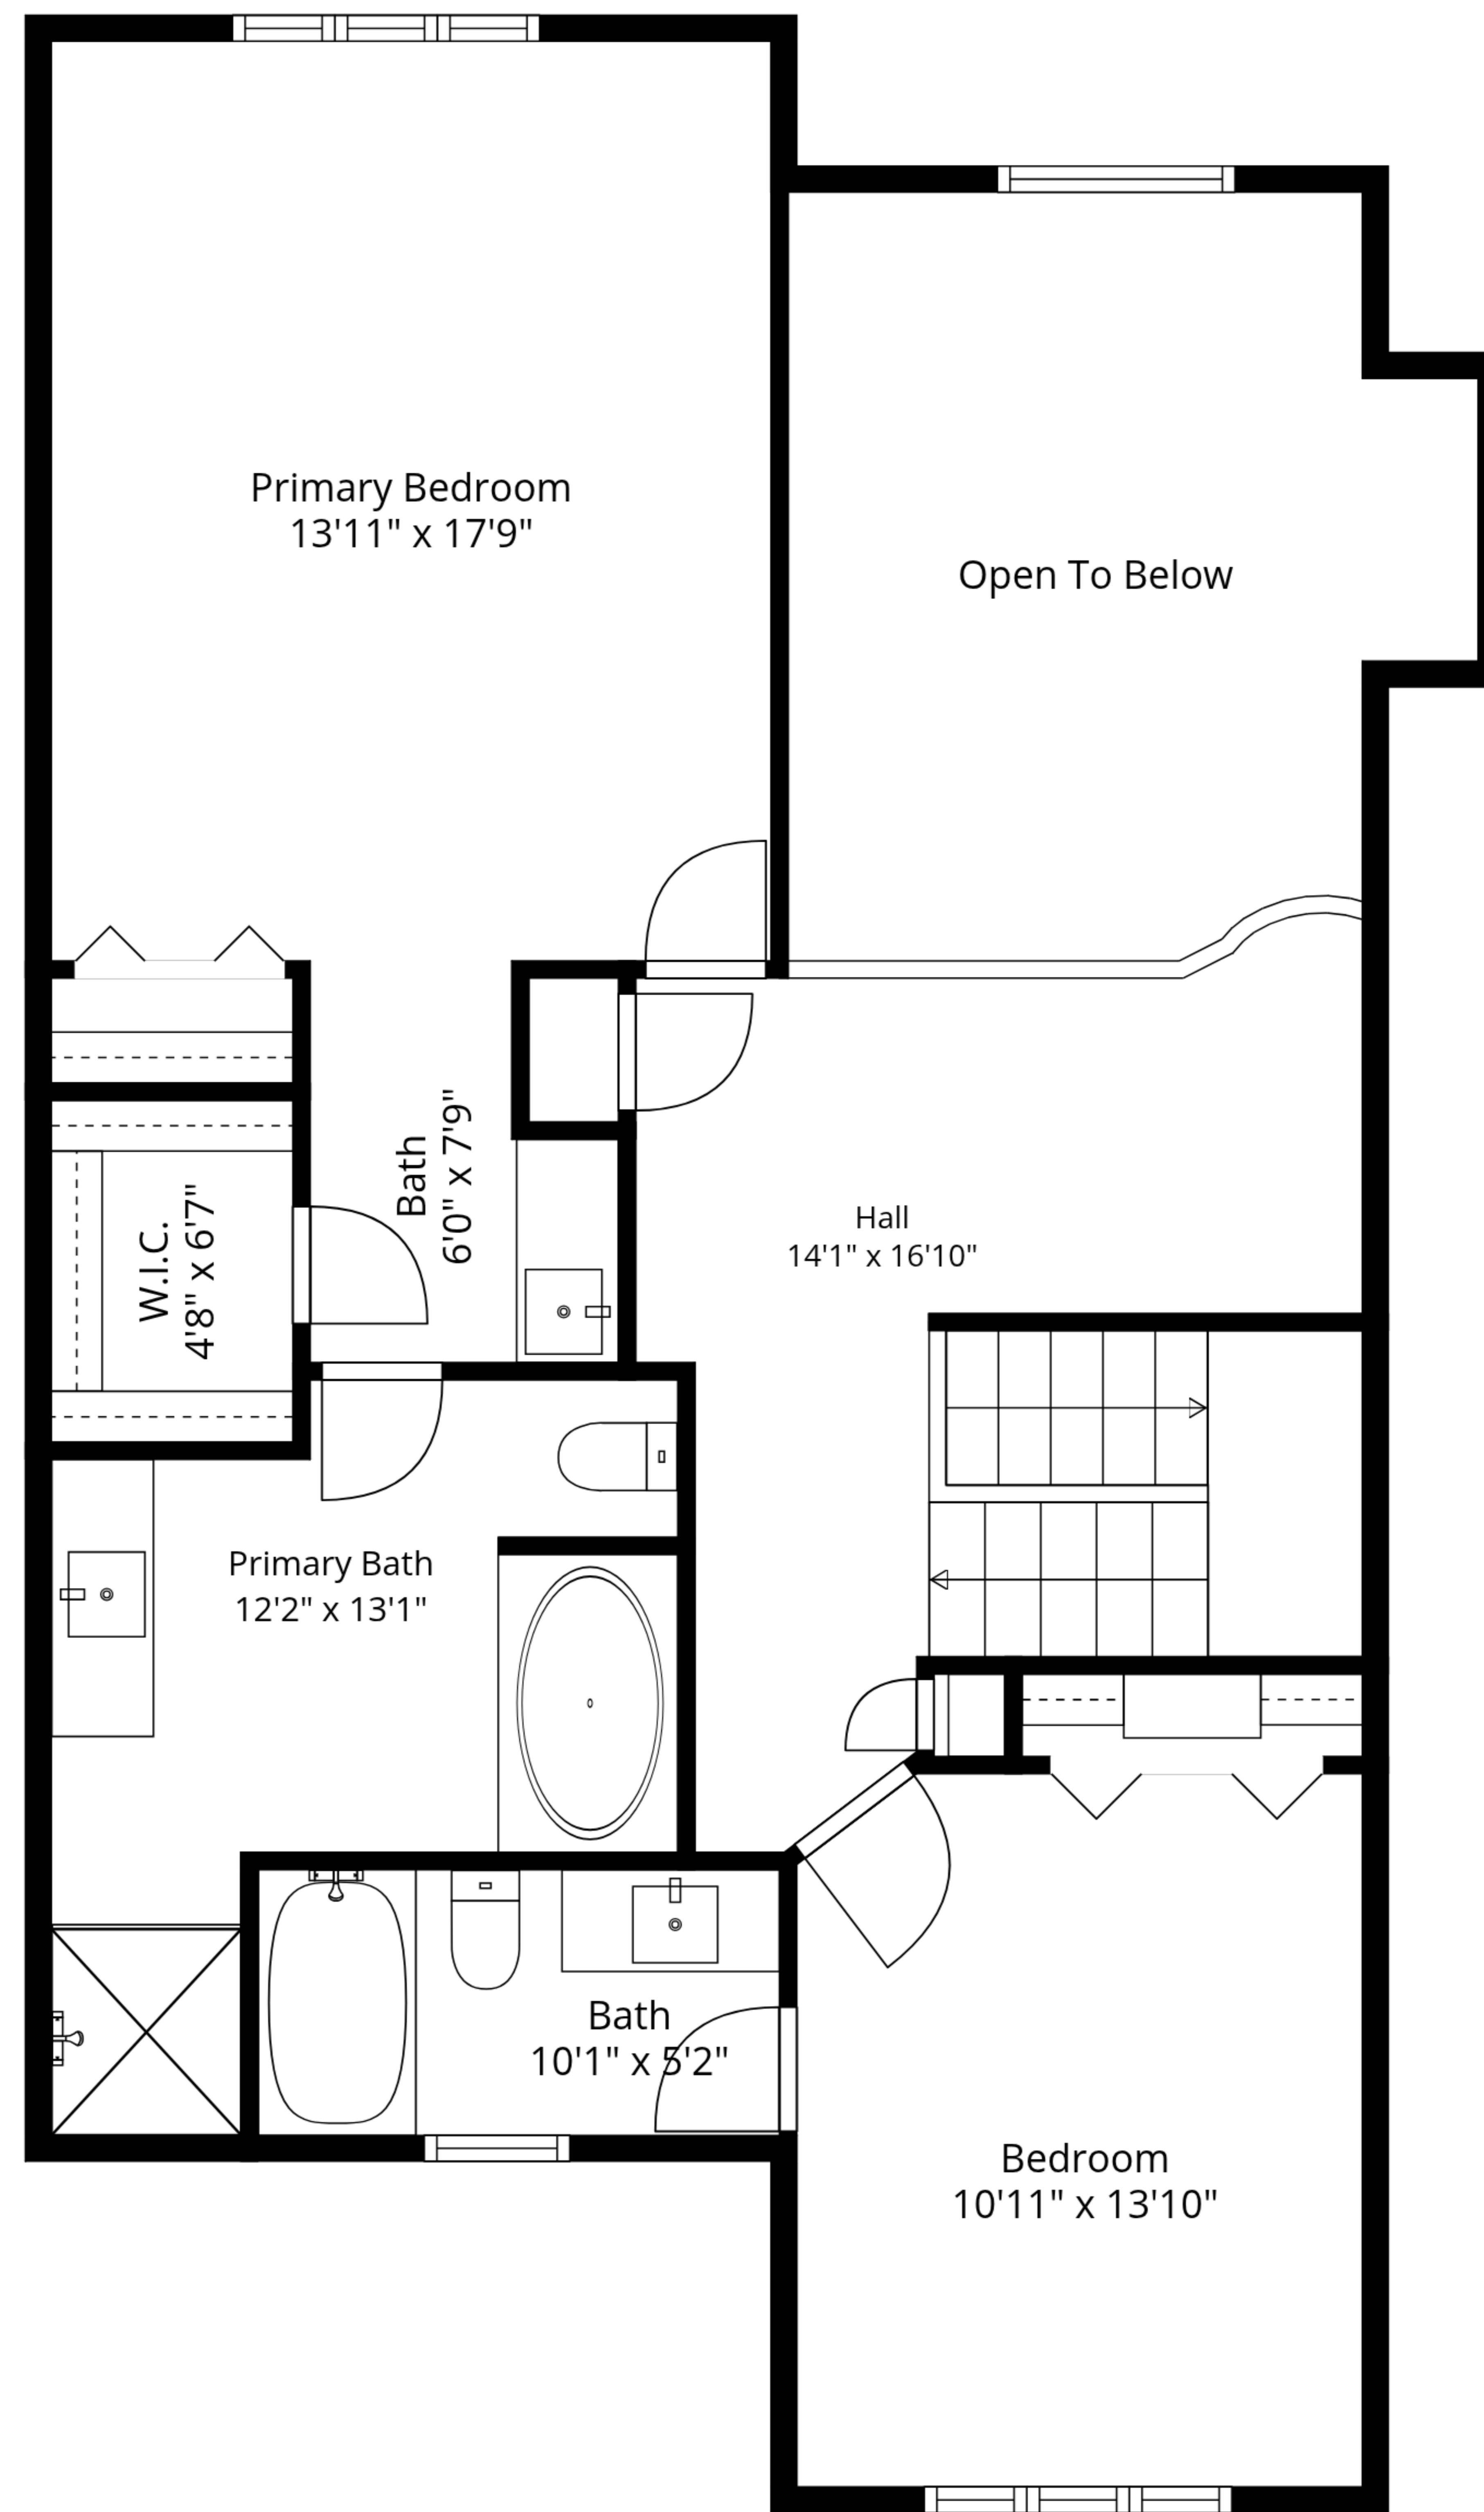 Primary Bedroom
13'11" x 17'9"
Open To Below
Bath
6'0" x 7'9"
W.I.C.
4'8" x 6'7"
Hall
14'1" x 16'10"
Primary Bath
12'2" x 13'1"
Bath
10'1" x 5'2"
Bedroom
10'11" x 13'10"